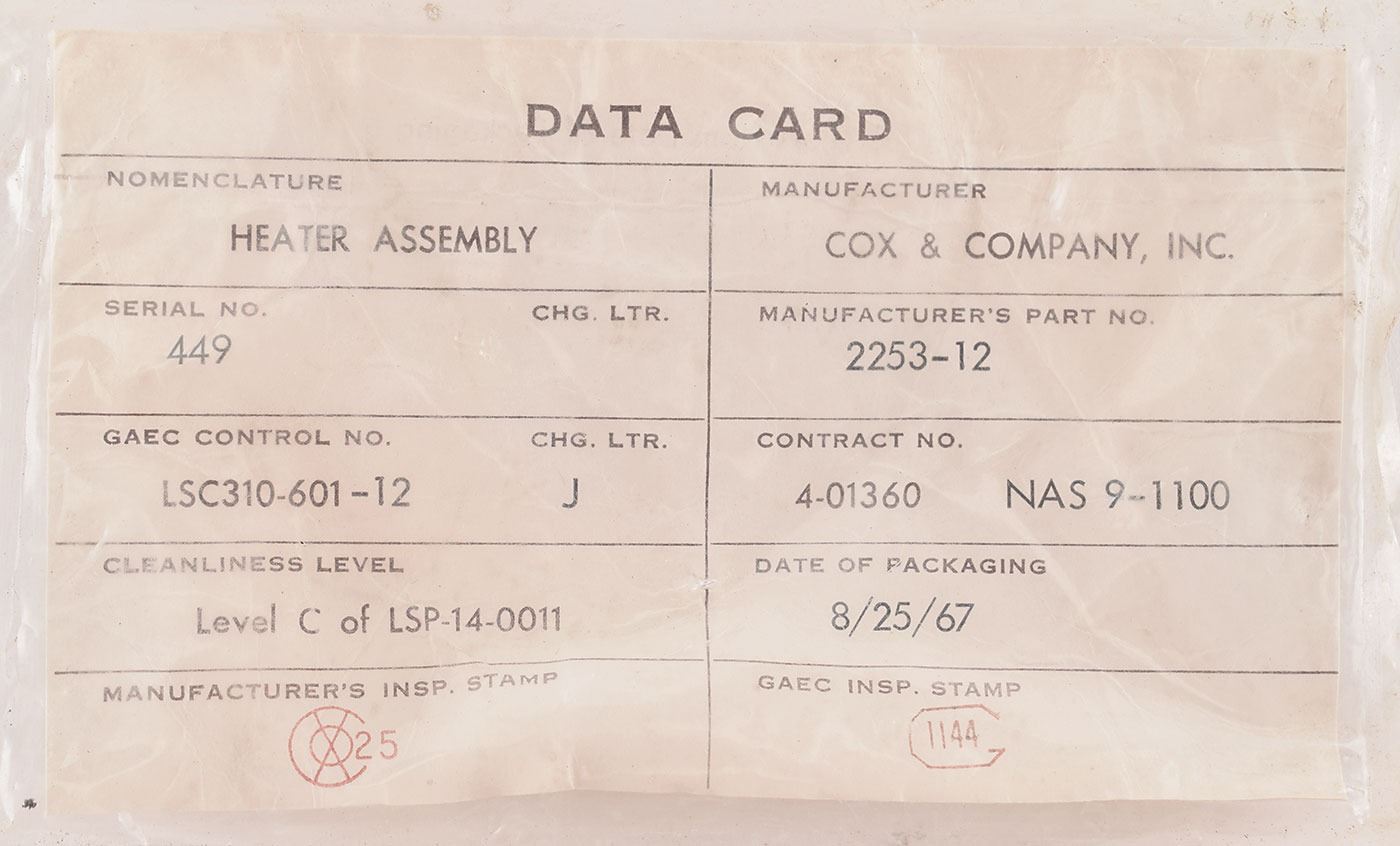 DATA CARD
NOMENCLATURE
HEATER ASSEMBLY
MANUFACTURER
COX & COMPANY, INC.
SERIAL NO. CHG. LTR.
449
MANUFACTURER'S PART NO.
2253-12
GAEC CONTROL NO. CHG. LTR.
LSC310-601-12 J
CONTRACT NO.
4-01360 NAS 9-1100
CLEANLINESS LEVEL
Level C of LSP-14-0011
DATE OF PACKAGING
8/25/67
MANUFACTURER'S INSP. STAMP
25
GAEC INSP. STAMP
1144